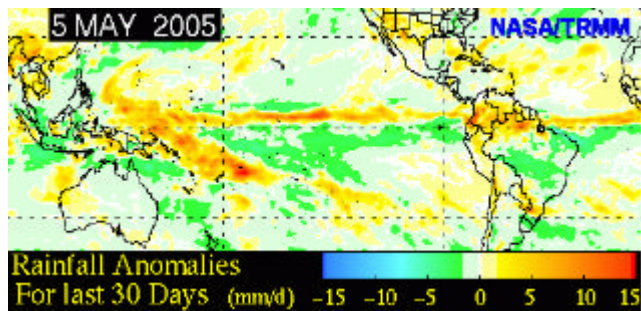 5 MAY 2005
NASA/TRMM
Rainfall Anomalies
For last 30 Days (mm/d)
-15 -10 -5 0 5 10 15